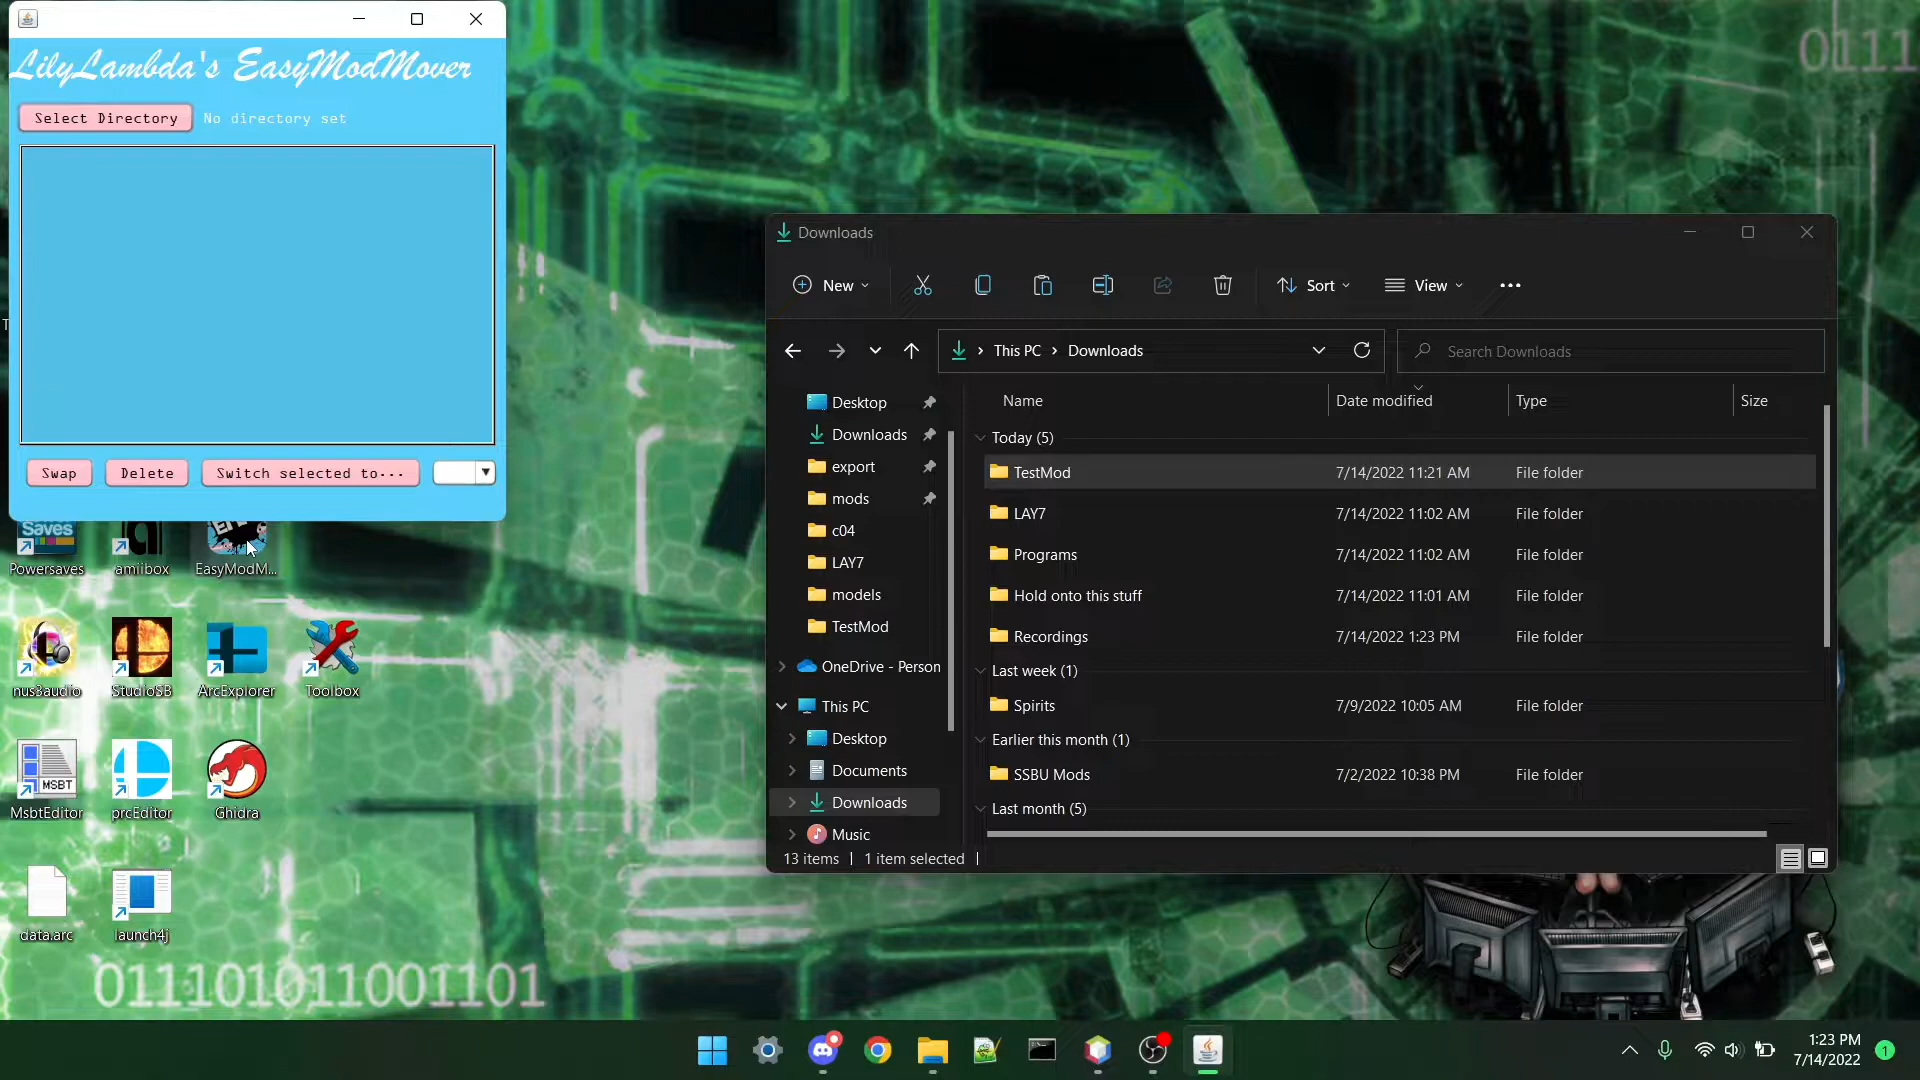 LilyLambda's EasyModMover
Select Directory
No directory set
Swap
Delete
Switch selected to...
Saves
Powersaves
amiibox
EasyModM...
nus3audio
StudioSB
ArcExplorer
Toolbox
MSBT
MsbtEditor
prcEditor
Ghidra
data.arc
launch4j
011101011001101
0111
Downloads
New
Sort
View
This PC
Downloads
Search Downloads
Desktop
Downloads
export
mods
c04
LAY7
models
TestMod
OneDrive - Person
This PC
Desktop
Documents
Downloads
Music
Name Date modified Type Size
Today (5)
TestMod 7/14/2022 11:21 AM File folder
LAY7 7/14/2022 11:02 AM File folder
Programs 7/14/2022 11:02 AM File folder
Hold onto this stuff 7/14/2022 11:01 AM File folder
Recordings 7/14/2022 1:23 PM File folder
Last week (1)
Spirits 7/9/2022 10:05 AM File folder
Earlier this month (1)
SSBU Mods 7/2/2022 10:38 PM File folder
Last month (5)
13 items
1 item selected
1:23 PM
7/14/2022
1